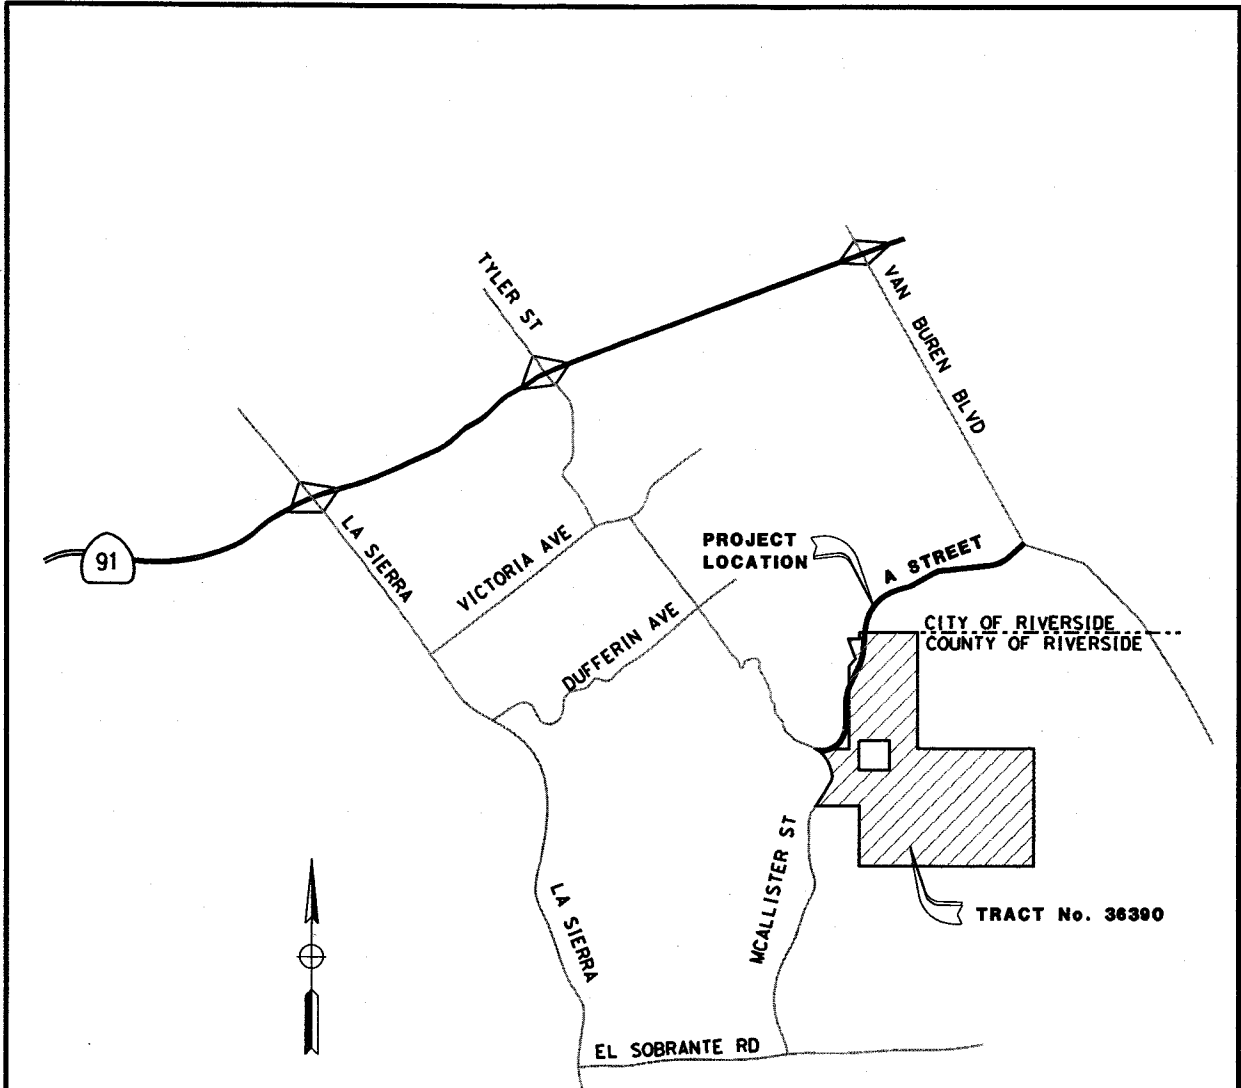 TYLER ST
VAN BUREN BLVD
91
LA SIERRA
VICTORIA AVE
PROJECT
LOCATION
A STREET
DUFFERIN AVE
CITY OF RIVERSIDE
COUNTY OF RIVERSIDE
MCALLISTER ST
LA SIERRA
TRACT No. 36390
EL SOBRANTE RD